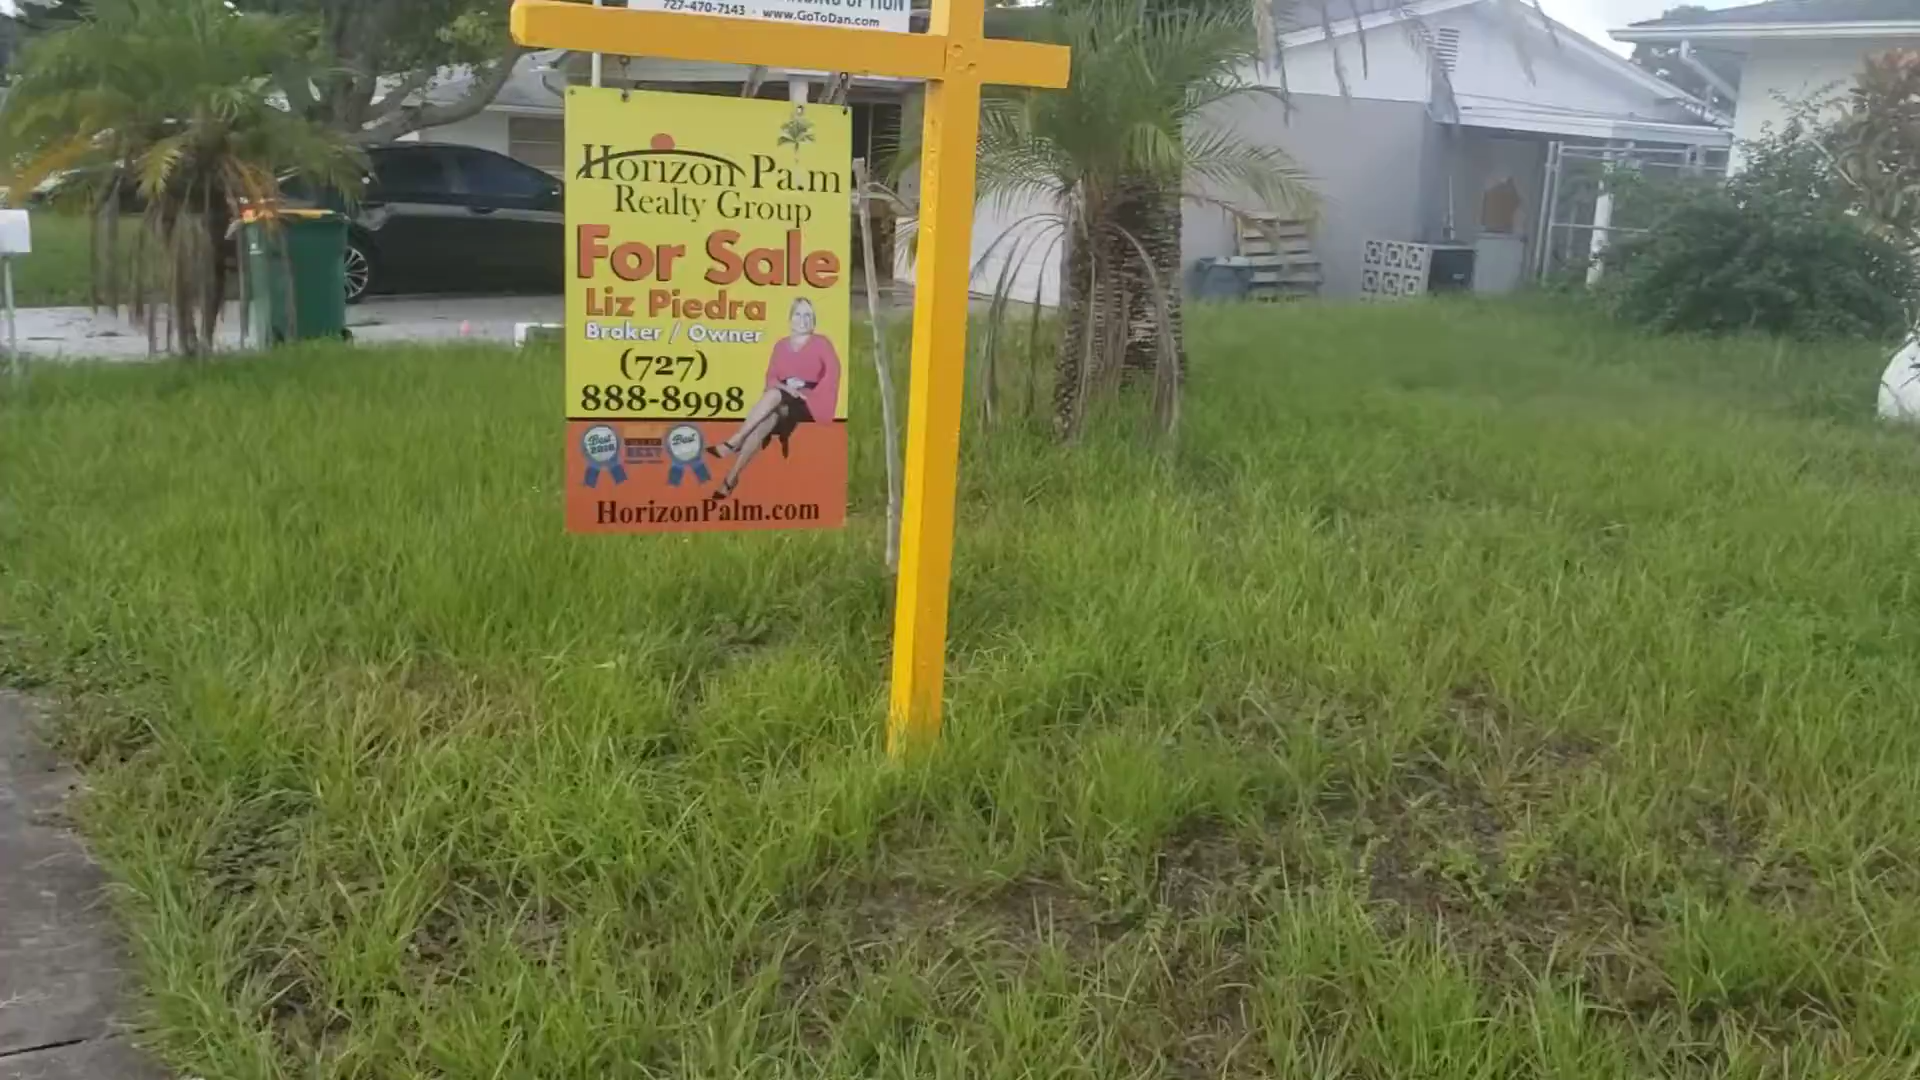 727-470-7143 • www.GoToDan.com
Horizon Palm
Realty Group
For Sale
Liz Piedra
Broker / Owner
(727)
888-8998
Best
Best
HorizonPalm.com